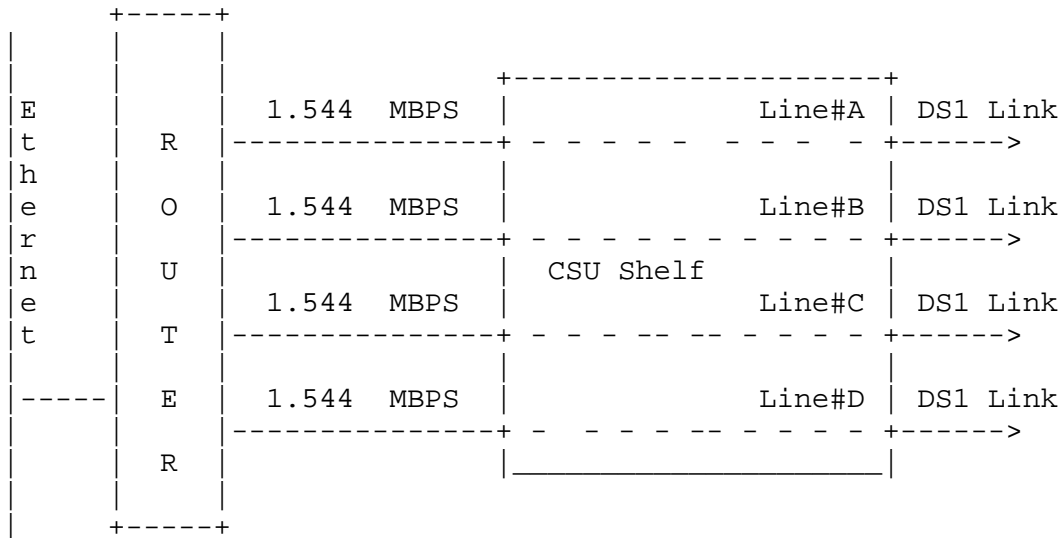 Ethernet
ROUTER
1.544 MBPS
Line#A
DS1 Link
1.544 MBPS
Line#B
DS1 Link
CSU Shelf
1.544 MBPS
Line#C
DS1 Link
1.544 MBPS
Line#D
DS1 Link